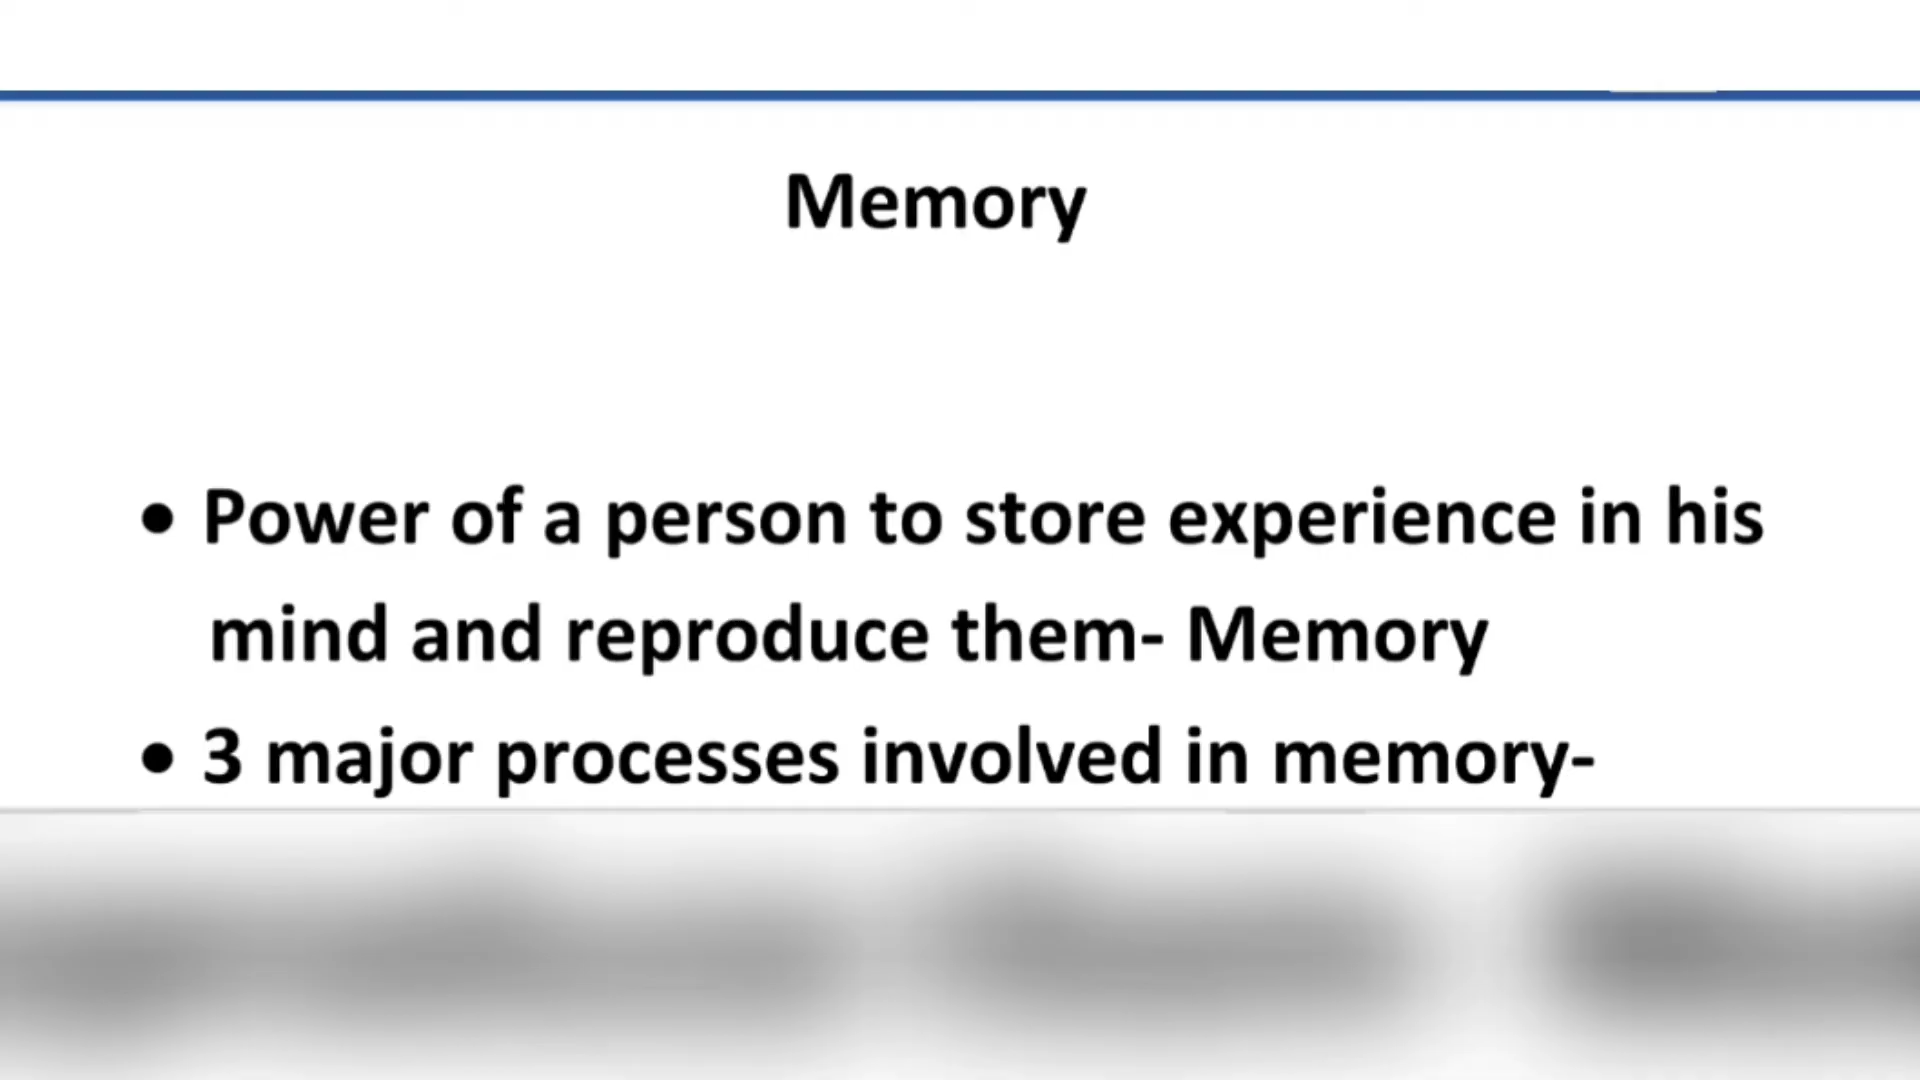 Memory
• Power of a person to store experience in his
mind and reproduce them- Memory
• 3 major processes involved in memory-